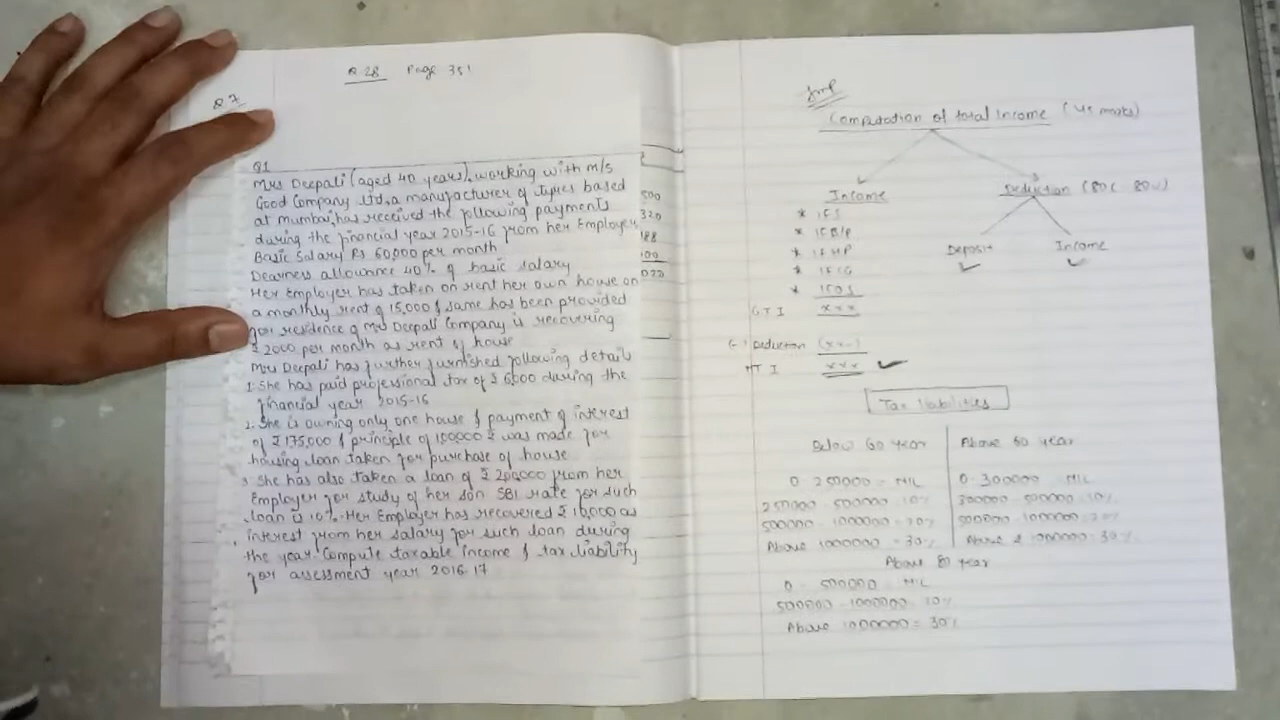 Q 28 Page 351
Q 7
Q1
Mrs Deepali (aged 40 years), working with m/s
Good Company Ltd, a manufacturer of tyres based
at mumbai, has received the following payments
during the financial year 2015-16 from her Employer
Basic Salary Rs 60000 per month
Dearness allowance 40% of basic salary
Her Employer has taken on rent her own house on
a monthly rent of 15,000 & same has been provided
for residence of Mrs Deepali Company is recovering
₹ 2000 per month as rent of house
Mrs Deepali has further furnished following details
1. She has paid professional tax of ₹ 6000 during the
financial year 2015-16
2. She is owning only one house & payment of interest
of ₹ 175,000 & principle of 100000 ₹ was made for
housing loan taken for purchase of house
3 She has also taken a loan of ₹ 200000 from her
Employer for study of her son SBI rate for such
loan is 10%. Her Employer has recovered ₹ 10,000 as
interest from her salary for such loan during
the year. Compute taxable income & tax liability
for assessment year 2016-17
500
320
188
100
Imp
Computation of total Income
Income
Deduction (80C - 80U)
* IFS
* IFB/P
* IFHP
* IFCG
* IFOS
Deposit
Income
GTI xxx
(-) Deduction (xx-)
TI xxx
Tax liabilities
Below 60 year
Above 60 year
0-250000 = NIL
0-300000 NIL
250000 - 500000 = 10%
300000 - 500000 = 10%
500000 - 1000000 = 20%
500000 - 1000000 = 20%
Above 1000000 = 30%
Above 1000000 = 30%
Above 80 year
0 - 500000 = NIL
500000 - 1000000 20%
Above 1000000 = 30%